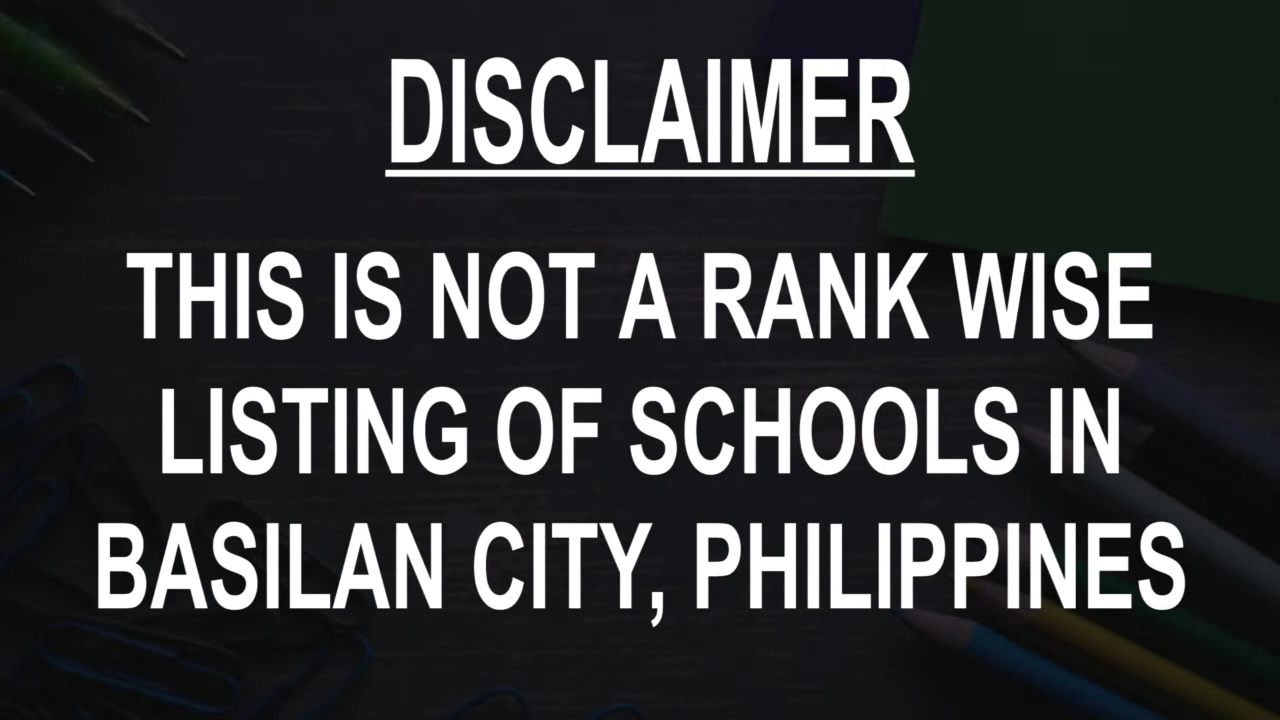 DISCLAIMER
THIS IS NOT A RANK WISE
LISTING OF SCHOOLS IN
BASILAN CITY, PHILIPPINES